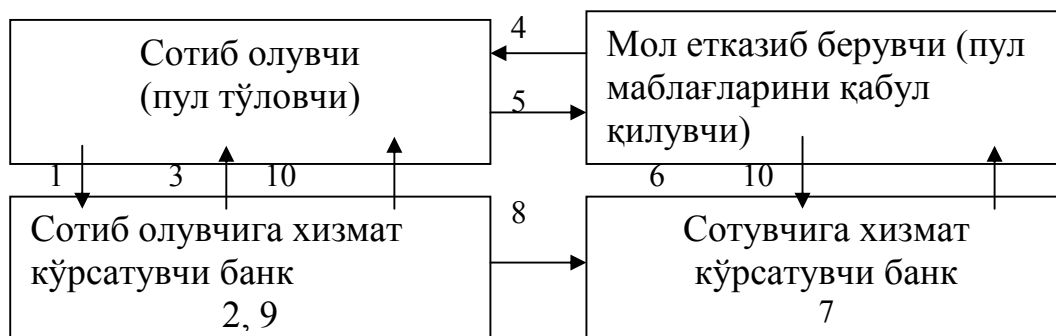 Сотиб олувчи
(пул тўловчи)
4
5
Мол етказиб берувчи (пул
маблағларини қабул
қилувчи)
1 3 10
6 10
Сотиб олувчига хизмат
кўрсатувчи банк
2, 9
8
Сотувчига хизмат
кўрсатувчи банк
7